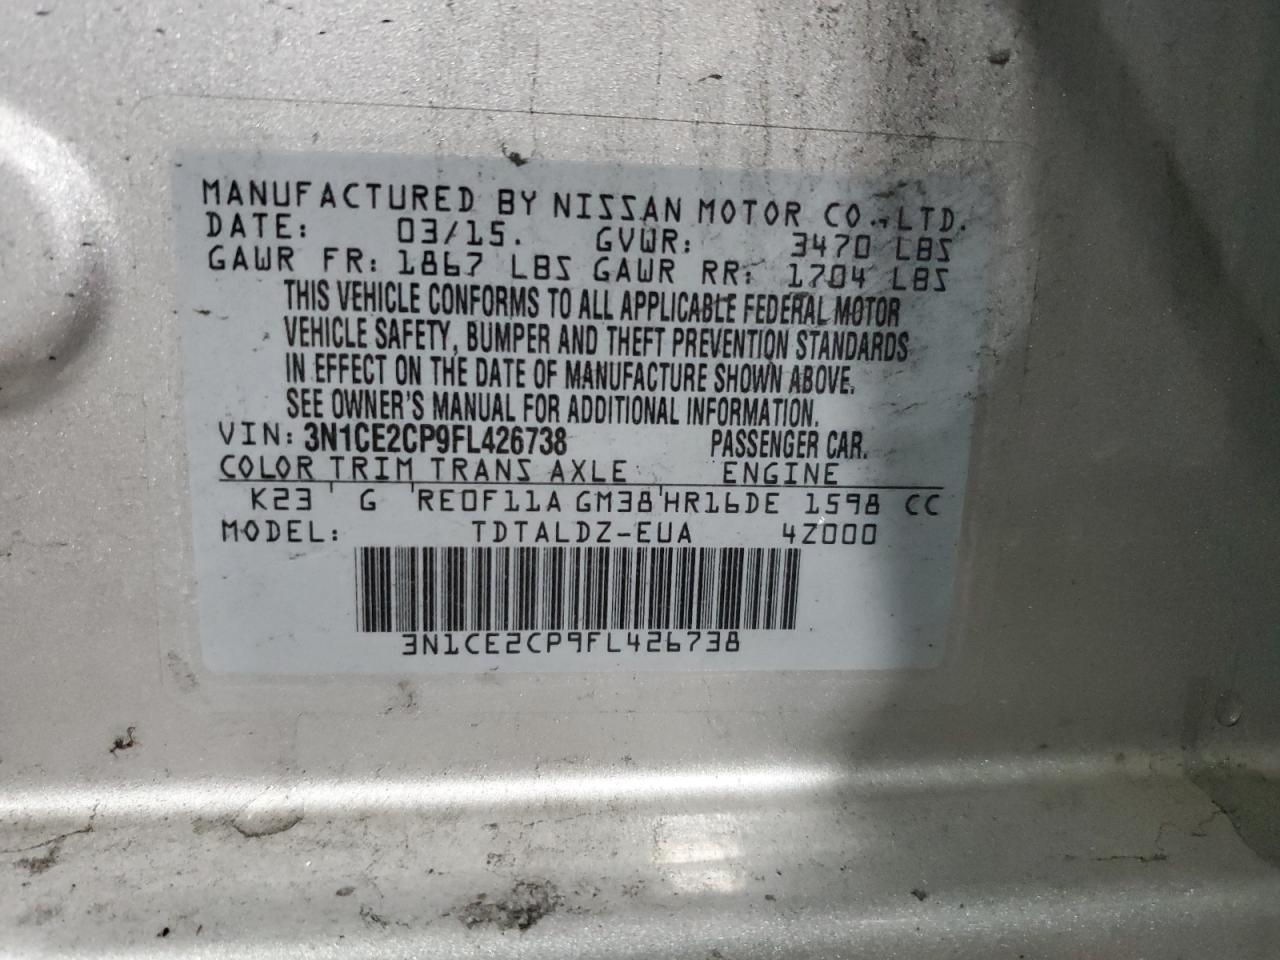 MANUFACTURED BY NISSAN MOTOR CO.,LTD.
DATE: 03/15. GVWR: 3470 LBS
GAWR FR: 1867 LBS GAWR RR: 1704 LBS
THIS VEHICLE CONFORMS TO ALL APPLICABLE FEDERAL MOTOR
VEHICLE SAFETY, BUMPER AND THEFT PREVENTION STANDARDS
IN EFFECT ON THE DATE OF MANUFACTURE SHOWN ABOVE.
SEE OWNER'S MANUAL FOR ADDITIONAL INFORMATION.
VIN: 3N1CE2CP9FL426738 PASSENGER CAR.
COLOR TRIM TRANS AXLE ENGINE
K23 ' G 'RE0F11A GM38'HR16DE 1598 CC
MODEL: TDTALDZ-EUA 4Z000
3N1CE2CP9FL426738